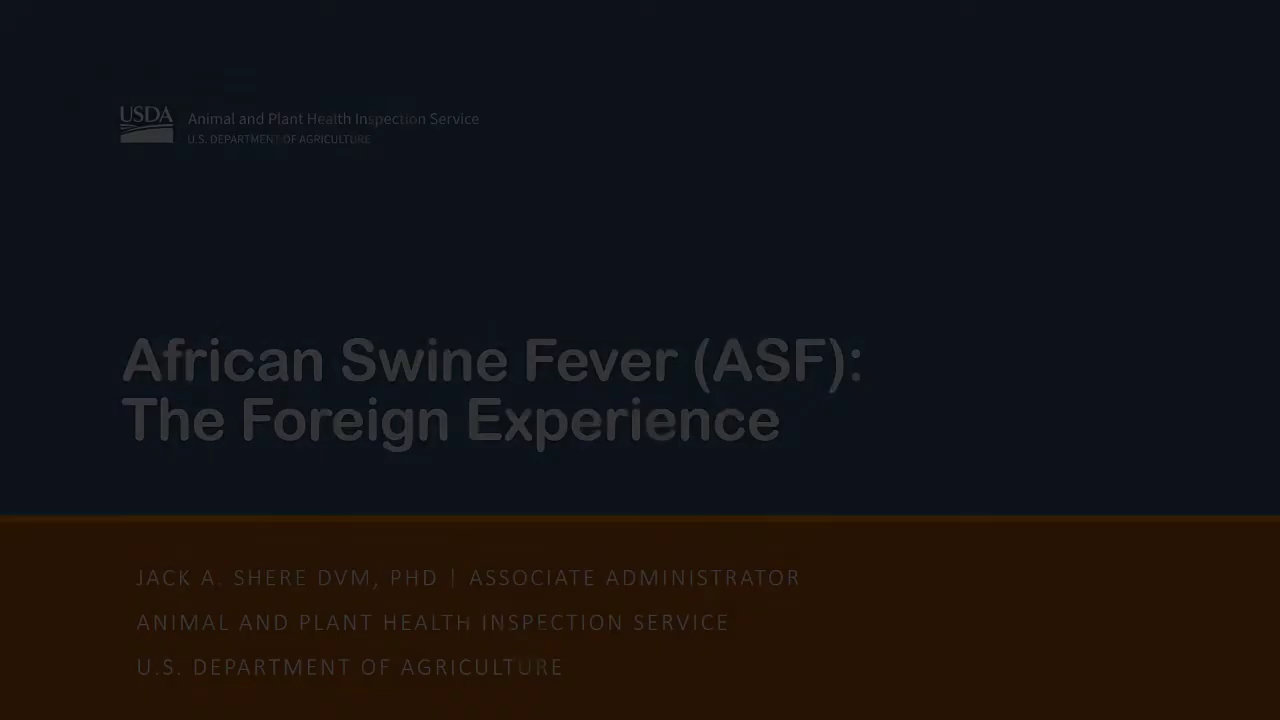 USDA
Animal and Plant Health Inspection Service
U.S. DEPARTMENT OF AGRICULTURE
African Swine Fever (ASF):
The Foreign Experience
JACK A. SHERE DVM, PHD | ASSOCIATE ADMINISTRATOR
ANIMAL AND PLANT HEALTH INSPECTION SERVICE
U.S. DEPARTMENT OF AGRICULTURE